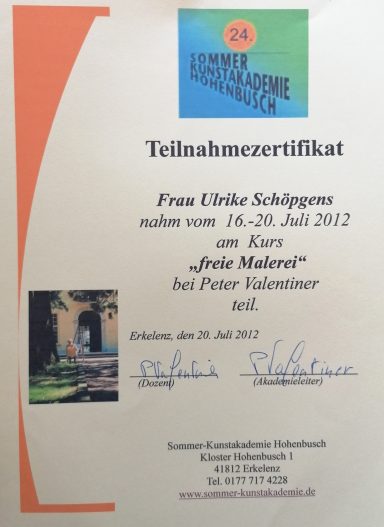 24.
SOMMER
KUNSTAKADEMIE
HOHENBUSCH
Teilnahmezertifikat
Frau Ulrike Schöpgens
nahm vom 16.-20. Juli 2012
am Kurs
„freie Malerei“
bei Peter Valentiner
teil.
Erkelenz, den 20. Juli 2012
PValentiner PValentiner
(Dozent) (Akademieleiter)
Sommer-Kunstakademie Hohenbusch
Kloster Hohenbusch 1
41812 Erkelenz
Tel. 0177 717 4228
www.sommer-kunstakademie.de